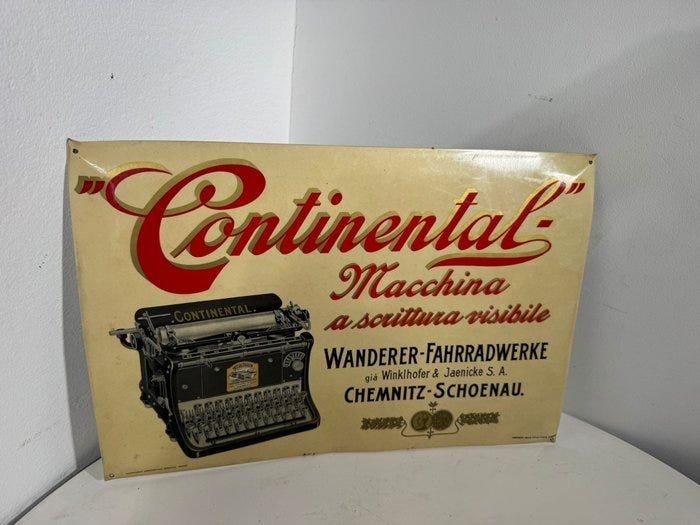 "Continental-"
Macchina
a scrittura visibile
CONTINENTAL
WANDERER-FAHRRADWERKE
già Winklhofer & Jaenicke S. A.
CHEMNITZ-SCHOENAU.